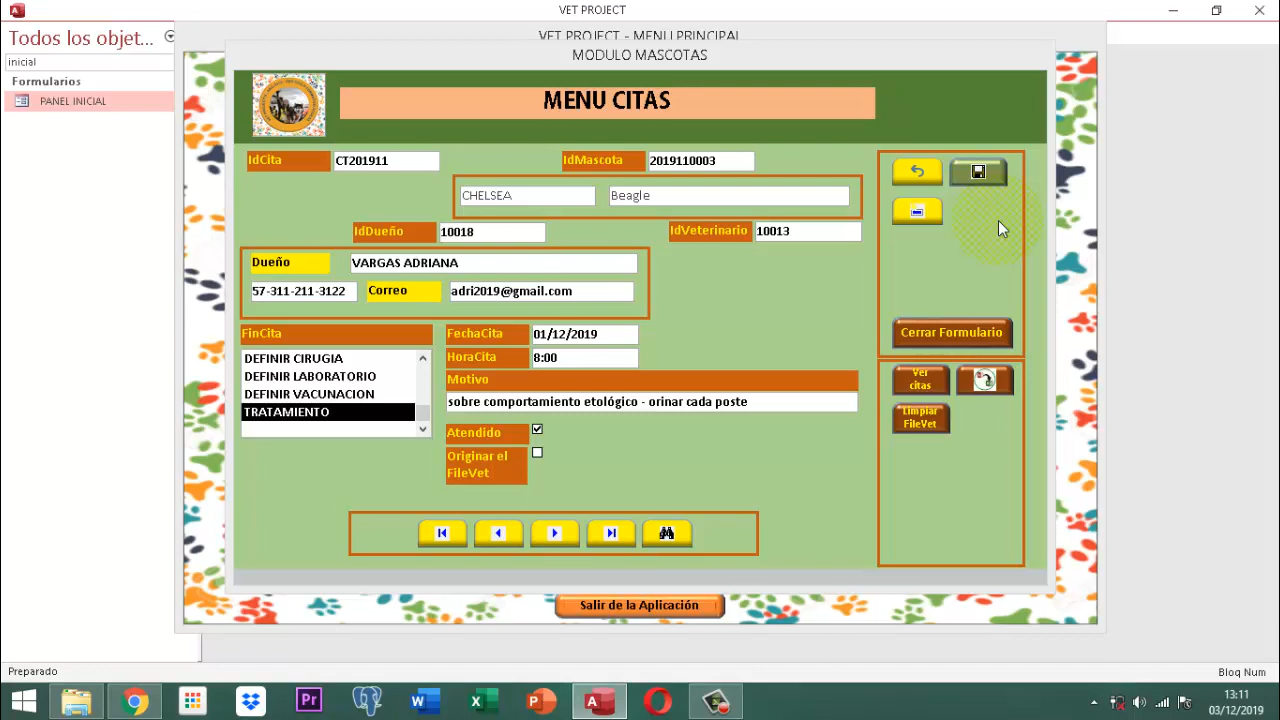 VET PROJECT
Todos los objet...
inicial
Formularios
PANEL INICIAL
VET PROJECT - MENU PRINCIPAL
MODULO MASCOTAS
MENU CITAS
IdCita CT201911 IdMascota 2019110003
CHELSEA Beagle
IdDueño 10018 IdVeterinario 10013
Dueño VARGAS ADRIANA
57-311-211-3122 Correo adri2019@gmail.com
FinCita
DEFINIR CIRUGIA
DEFINIR LABORATORIO
DEFINIR VACUNACION
TRATAMIENTO
FechaCita 01/12/2019
HoraCita 8:00
Motivo
sobre comportamiento etológico - orinar cada poste
Atendido
Originar el
FileVet
Cerrar Formulario
Ver
citas
Limpiar
FileVet
Salir de la Aplicación
Preparado
Bloq Num
13:11
03/12/2019